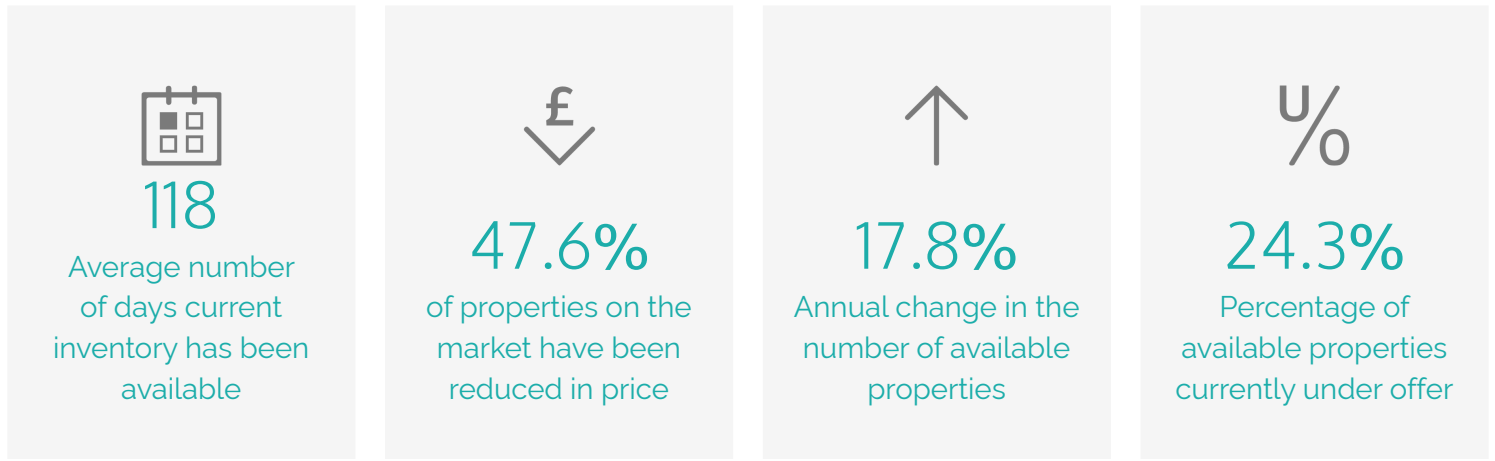 118
Average number
of days current
inventory has been
available
£
47.6%
of properties on the
market have been
reduced in price
17.8%
Annual change in the
number of available
properties
U/O
24.3%
Percentage of
available properties
currently under offer